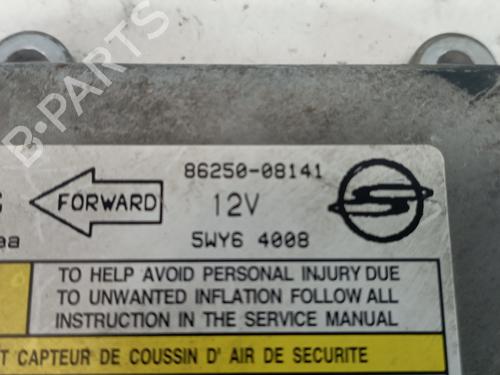 B-PARTS
86250-08141
FORWARD
12V
5WY6 4008
TO HELP AVOID PERSONAL INJURY DUE
TO UNWANTED INFLATION FOLLOW ALL
INSTRUCTION IN THE SERVICE MANUAL
CAPTEUR DE COUSSIN D' AIR DE SECURITE